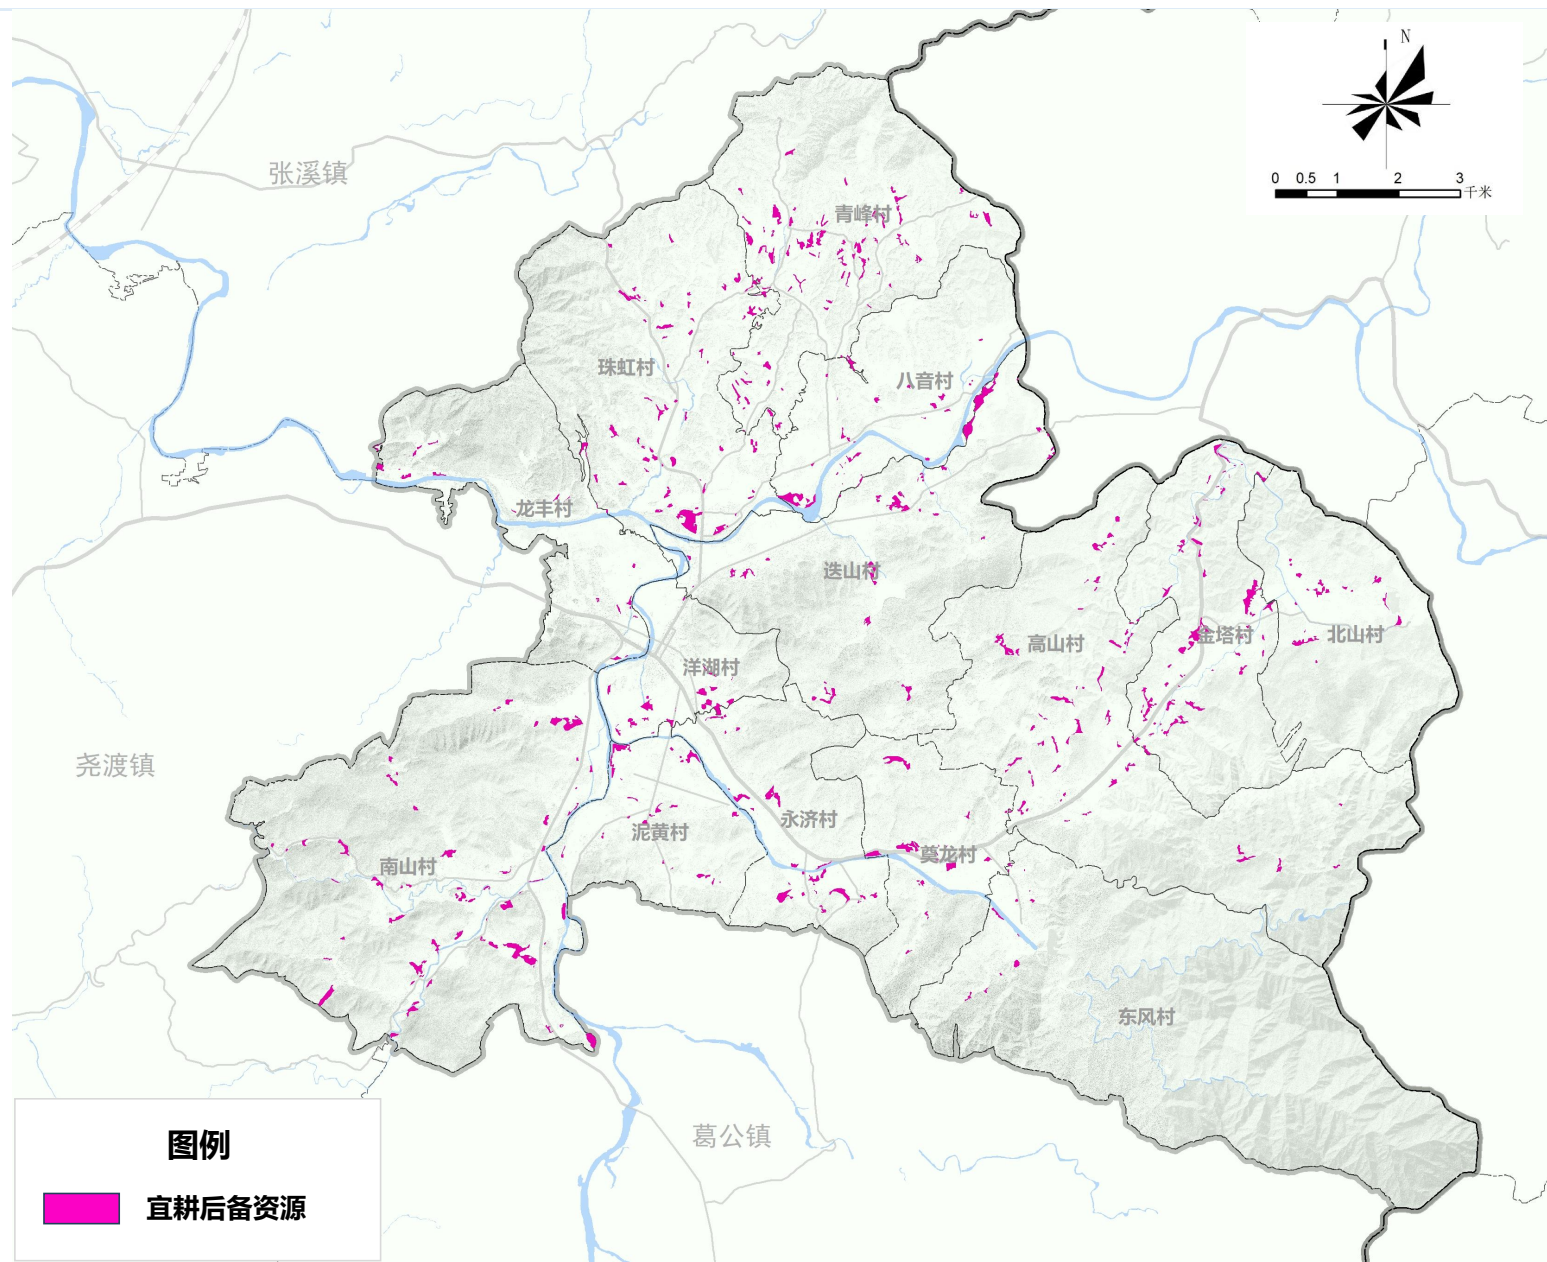 N
0 0.5 1 2 3
千米
张溪镇
青峰村
珠虹村
八音村
龙丰村
迭山村
高山村
金塔村
北山村
洋湖村
尧渡镇
永济村
泥黄村
南山村
奠龙村
东风村
葛公镇
图例
宜耕后备资源